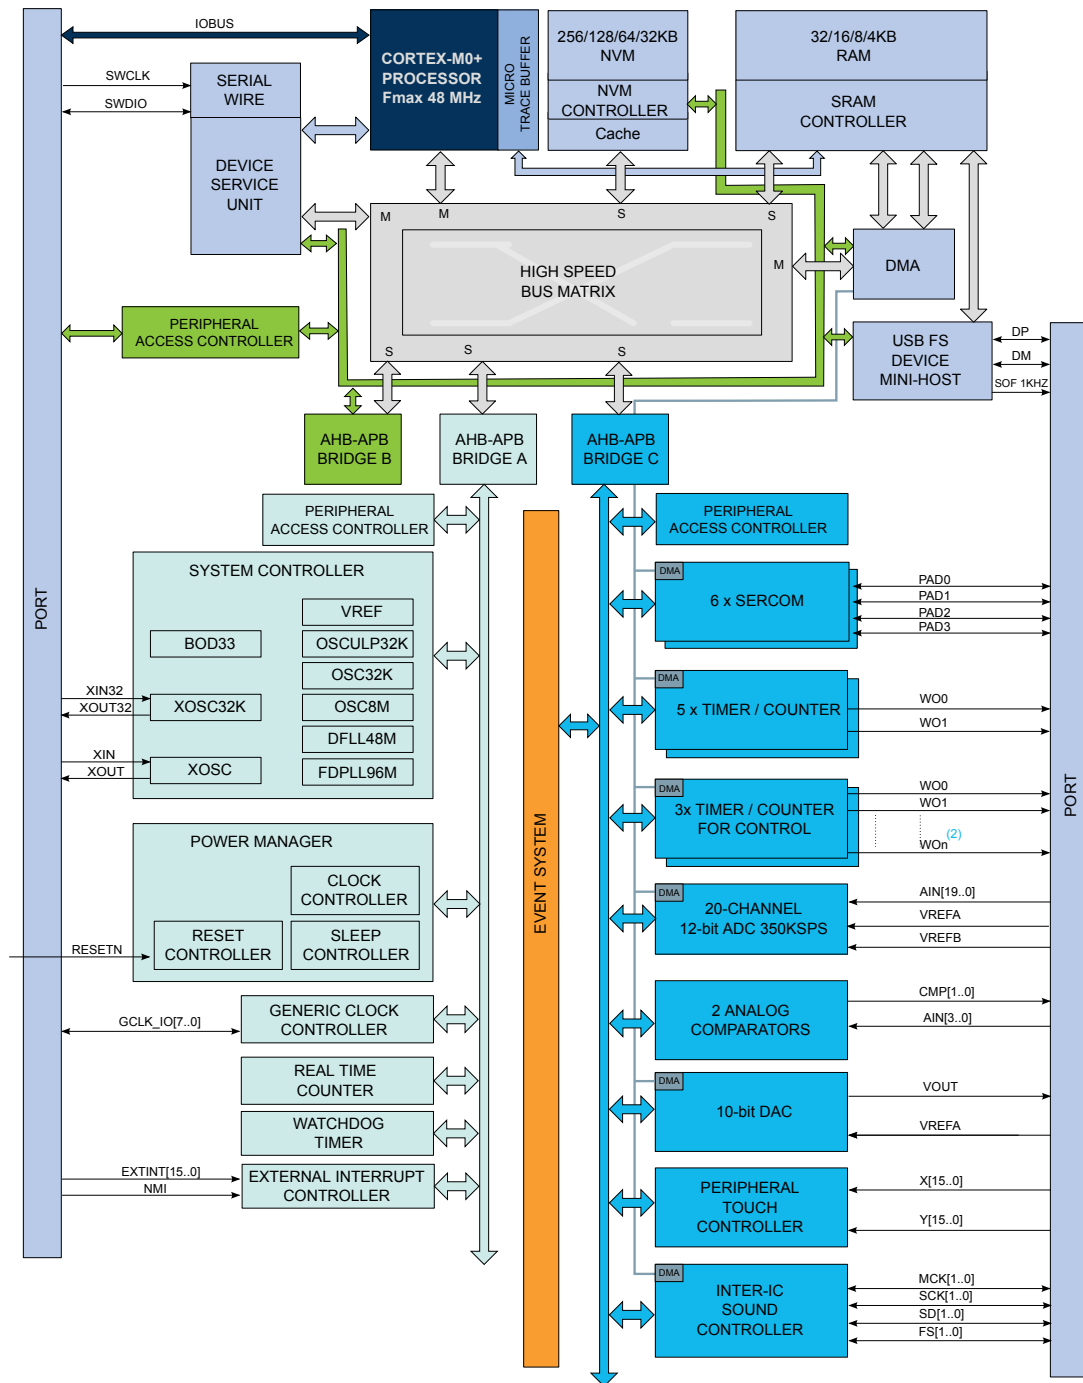 IOBUS
PORT
SWCLK
SWDIO
SERIAL
WIRE
DEVICE
SERVICE
UNIT
CORTEX-M0+
PROCESSOR
Fmax 48 MHz
MICRO
TRACE BUFFER
256/128/64/32KB
NVM
NVM
CONTROLLER
Cache
32/16/8/4KB
RAM
SRAM
CONTROLLER
M
M
S
S
M
HIGH SPEED
BUS MATRIX
S
S
S
DMA
PERIPHERAL
ACCESS CONTROLLER
USB FS
DEVICE
MINI-HOST
DP
DM
SOF 1KHZ
AHB-APB
BRIDGE B
AHB-APB
BRIDGE A
AHB-APB
BRIDGE C
PERIPHERAL
ACCESS CONTROLLER
SYSTEM CONTROLLER
VREF
BOD33
OSCULP32K
OSC32K
XOSC32K
OSC8M
DFLL48M
XOSC
FDPLL96M
XIN32
XOUT32
XIN
XOUT
POWER MANAGER
CLOCK
CONTROLLER
RESET
CONTROLLER
SLEEP
CONTROLLER
RESETN
GCLK_IO[7..0]
GENERIC CLOCK
CONTROLLER
REAL TIME
COUNTER
WATCHDOG
TIMER
EXTINT[15..0]
NMI
EXTERNAL INTERRUPT
CONTROLLER
EVENT SYSTEM
PERIPHERAL
ACCESS CONTROLLER
DMA
6 x SERCOM
PAD0
PAD1
PAD2
PAD3
DMA
5 x TIMER / COUNTER
WO0
WO1
DMA
3x TIMER / COUNTER
FOR CONTROL
WO0
WO1
(2)
WOn
DMA
20-CHANNEL
12-bit ADC 350KSPS
AIN[19..0]
VREFA
VREFB
2 ANALOG
COMPARATORS
CMP[1..0]
AIN[3..0]
DMA
10-bit DAC
VOUT
VREFA
PERIPHERAL
TOUCH
CONTROLLER
X[15..0]
Y[15..0]
DMA
INTER-IC
SOUND
CONTROLLER
MCK[1..0]
SCK[1..0]
SD[1..0]
FS[1..0]
PORT